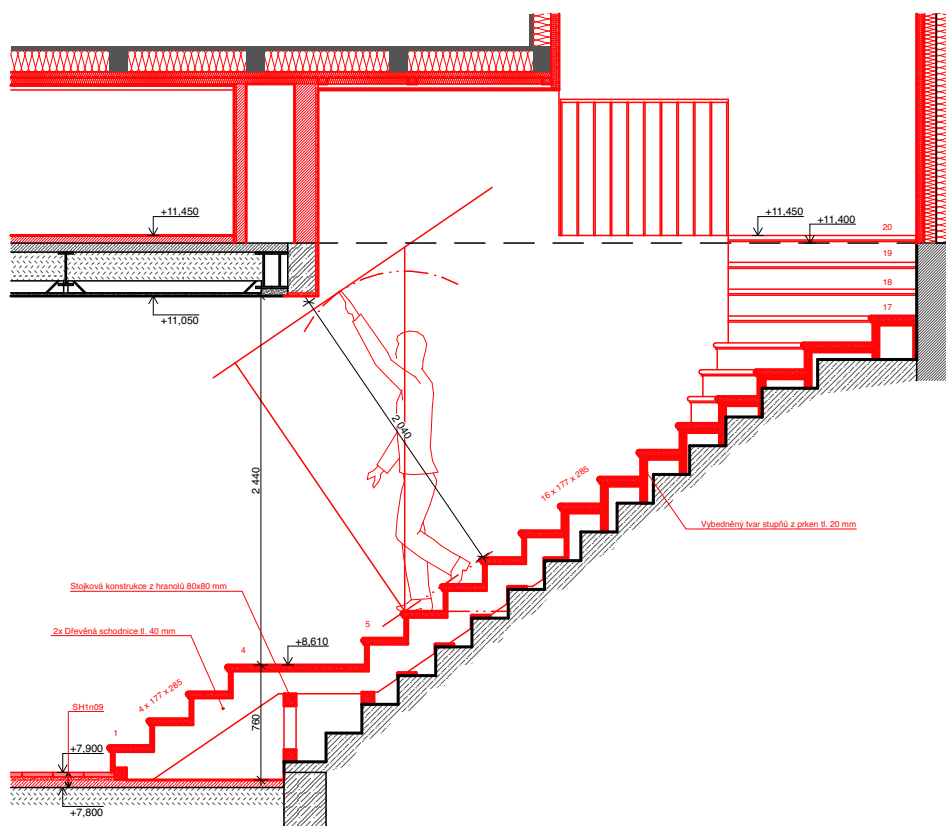 +11,450
+11,450
+11,400
20
19
18
17
+11,050
2 040
2 440
16 x 177 x 285
Vybedněný tvar stupňů z prken tl. 20 mm
Stojková konstrukce z hranolů 80x80 mm
2x Dřevěná schodnice tl. 40 mm
5
4
+8,610
4 x 177 x 285
SH1n09
760
1
+7,900
+7,800